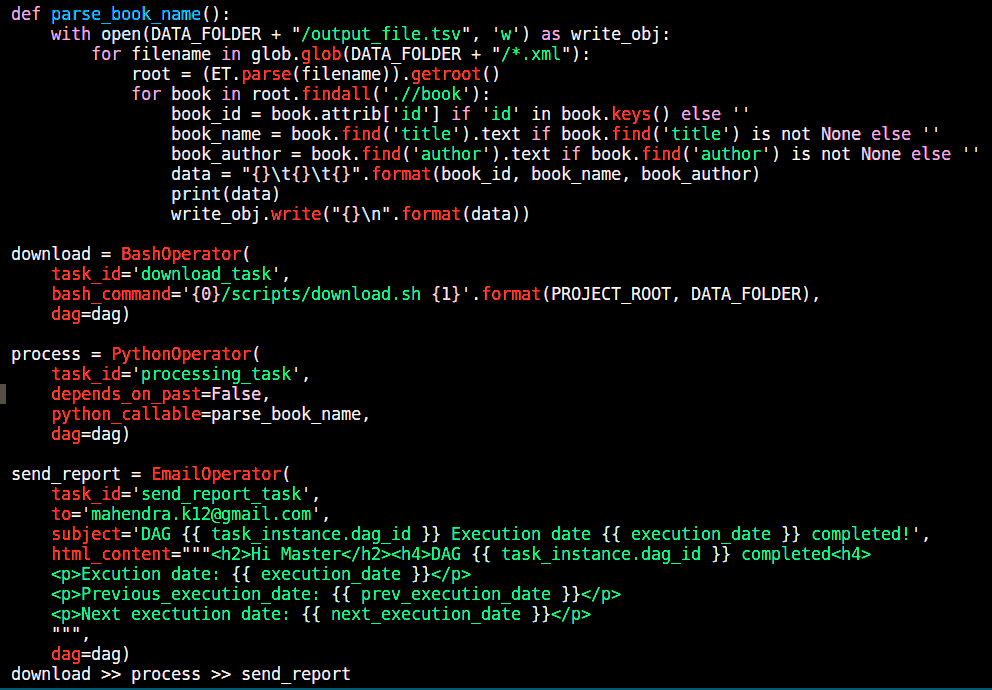 def parse_book_name():
    with open(DATA_FOLDER + "/output_file.tsv", 'w') as write_obj:
        for filename in glob.glob(DATA_FOLDER + "/*.xml"):
            root = (ET.parse(filename)).getroot()
            for book in root.findall('.//book'):
                book_id = book.attrib['id'] if 'id' in book.keys() else ''
                book_name = book.find('title').text if book.find('title') is not None else ''
                book_author = book.find('author').text if book.find('author') is not None else ''
                data = "{}\t{}\t{}".format(book_id, book_name, book_author)
                print(data)
                write_obj.write("{}\n".format(data))

download = BashOperator(
    task_id='download_task',
    bash_command='{0}/scripts/download.sh {1}'.format(PROJECT_ROOT, DATA_FOLDER),
    dag=dag)

process = PythonOperator(
    task_id='processing_task',
    depends_on_past=False,
    python_callable=parse_book_name,
    dag=dag)

send_report = EmailOperator(
    task_id='send_report_task',
    to='mahendra.k12@gmail.com',
    subject='DAG {{ task_instance.dag_id }} Execution date {{ execution_date }} completed!',
    html_content="""<h2>Hi Master</h2><h4>DAG {{ task_instance.dag_id }} completed<h4>
    <p>Excution date: {{ execution_date }}</p>
    <p>Previous_execution_date: {{ prev_execution_date }}</p>
    <p>Next exectution date: {{ next_execution_date }}</p>
    """,
    dag=dag)
download >> process >> send_report